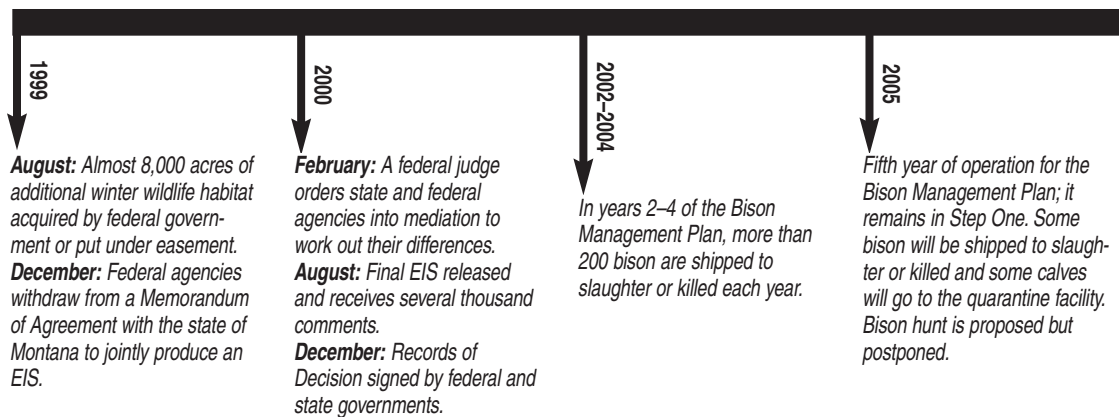 1999
August: Almost 8,000 acres of
additional winter wildlife habitat
acquired by federal govern-
ment or put under easement.
December: Federal agencies
withdraw from a Memorandum
of Agreement with the state of
Montana to jointly produce an
EIS.
2000
February: A federal judge
orders state and federal
agencies into mediation to
work out their differences.
August: Final EIS released
and receives several thousand
comments.
December: Records of
Decision signed by federal and
state governments.
2002–2004
In years 2–4 of the Bison
Management Plan, more than
200 bison are shipped to
slaughter or killed each year.
2005
Fifth year of operation for the
Bison Management Plan; it
remains in Step One. Some
bison will be shipped to slaugh-
ter or killed and some calves
will go to the quarantine facility.
Bison hunt is proposed but
postponed.